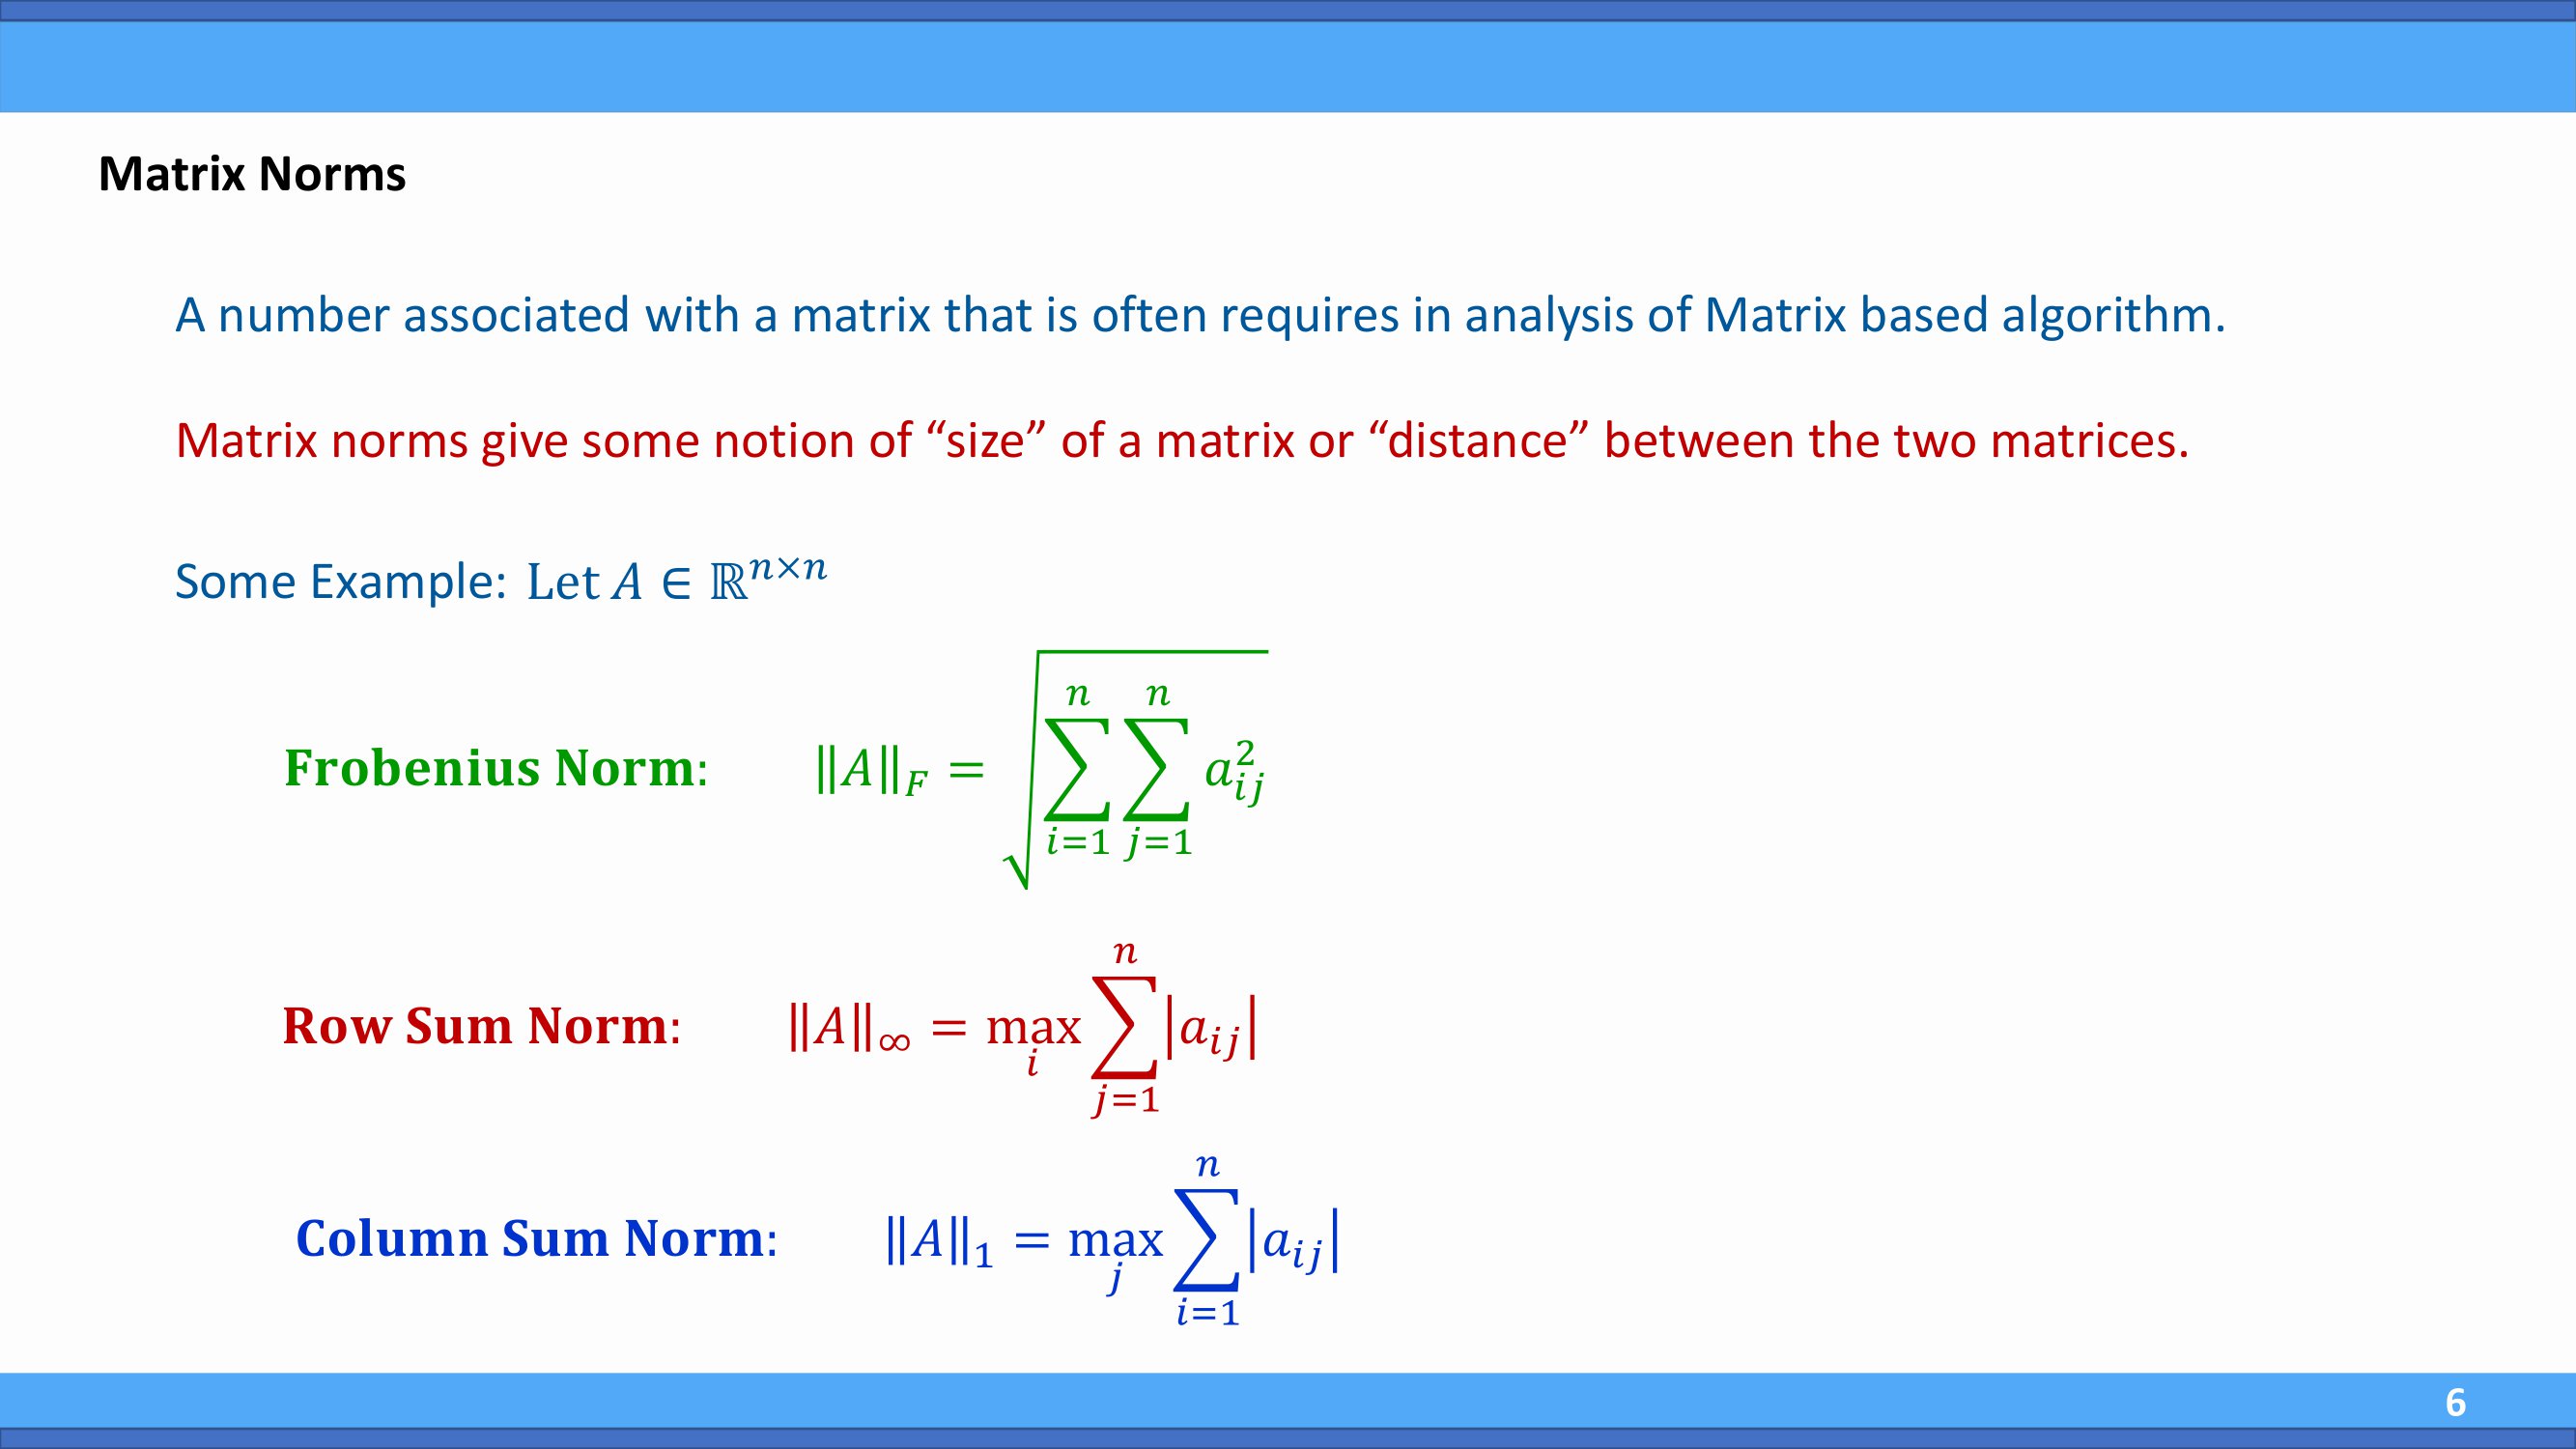 Matrix Norms
A number associated with a matrix that is often requires in analysis of Matrix based algorithm.
Matrix norms give some notion of “size” of a matrix or “distance” between the two matrices.
Some Example: Let $A \in \mathbb{R}^{n \times n}$
Frobenius Norm: $\|A\|_F = \sqrt{\sum_{i=1}^{n} \sum_{j=1}^{n} a_{ij}^2}$
Row Sum Norm: $\|A\|_\infty = \max_i \sum_{j=1}^{n} |a_{ij}|$
Column Sum Norm: $\|A\|_1 = \max_j \sum_{i=1}^{n} |a_{ij}|$
6